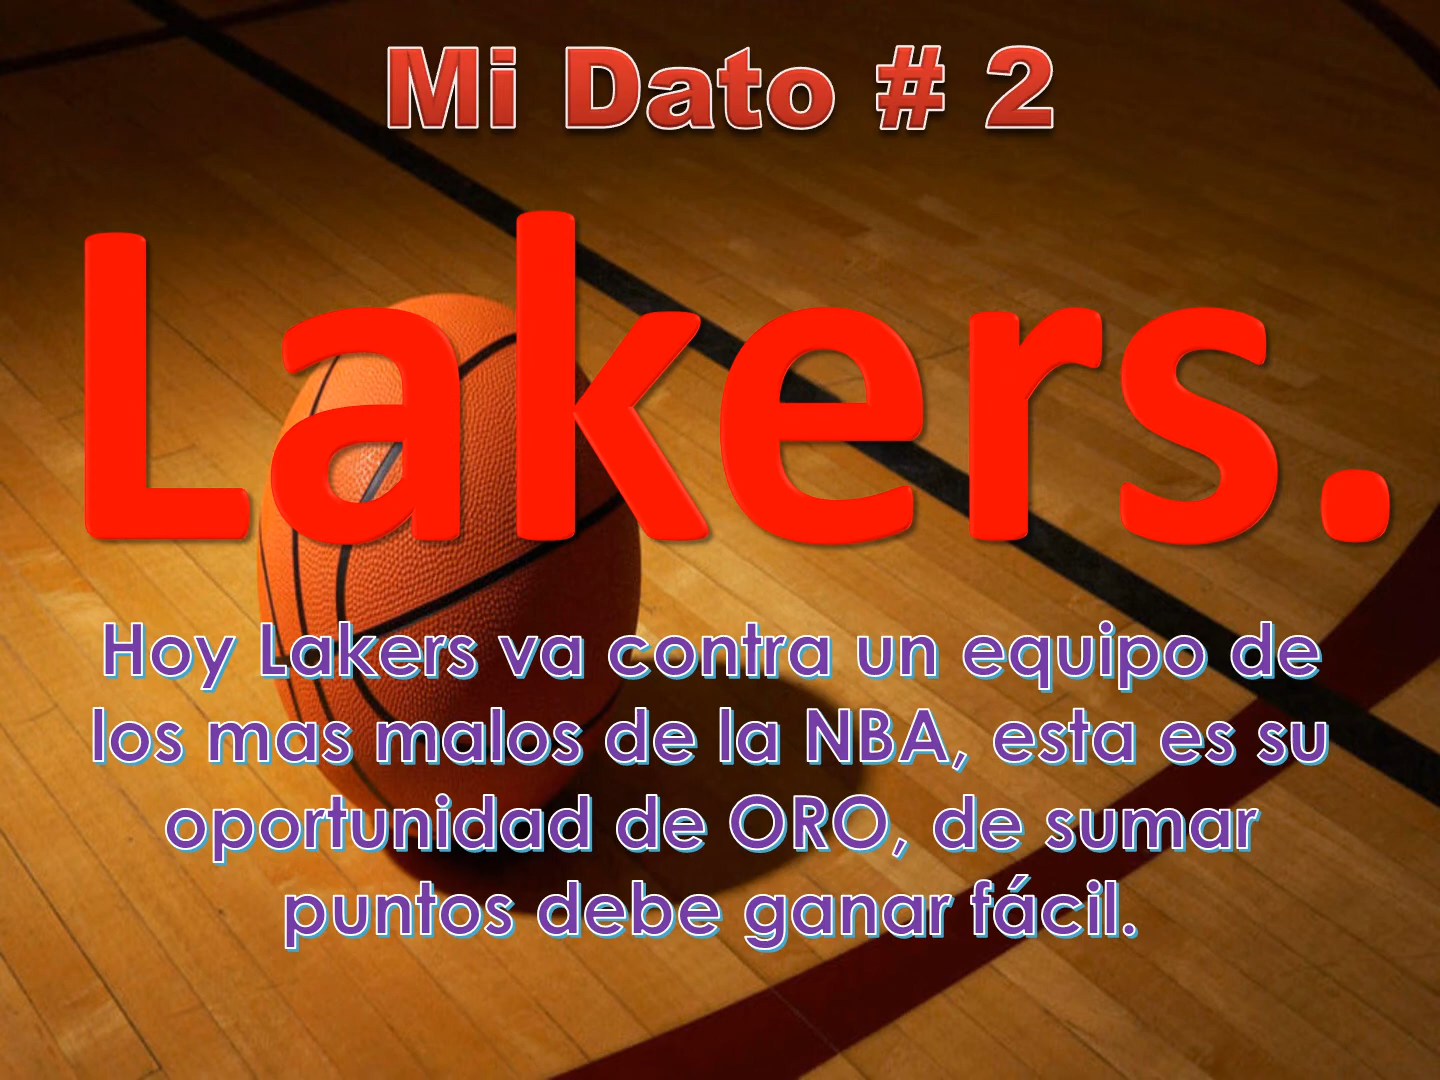 Mi Dato # 2
Lakers.
Hoy Lakers va contra un equipo de
los mas malos de la NBA, esta es su
oportunidad de ORO, de sumar
puntos debe ganar fácil.